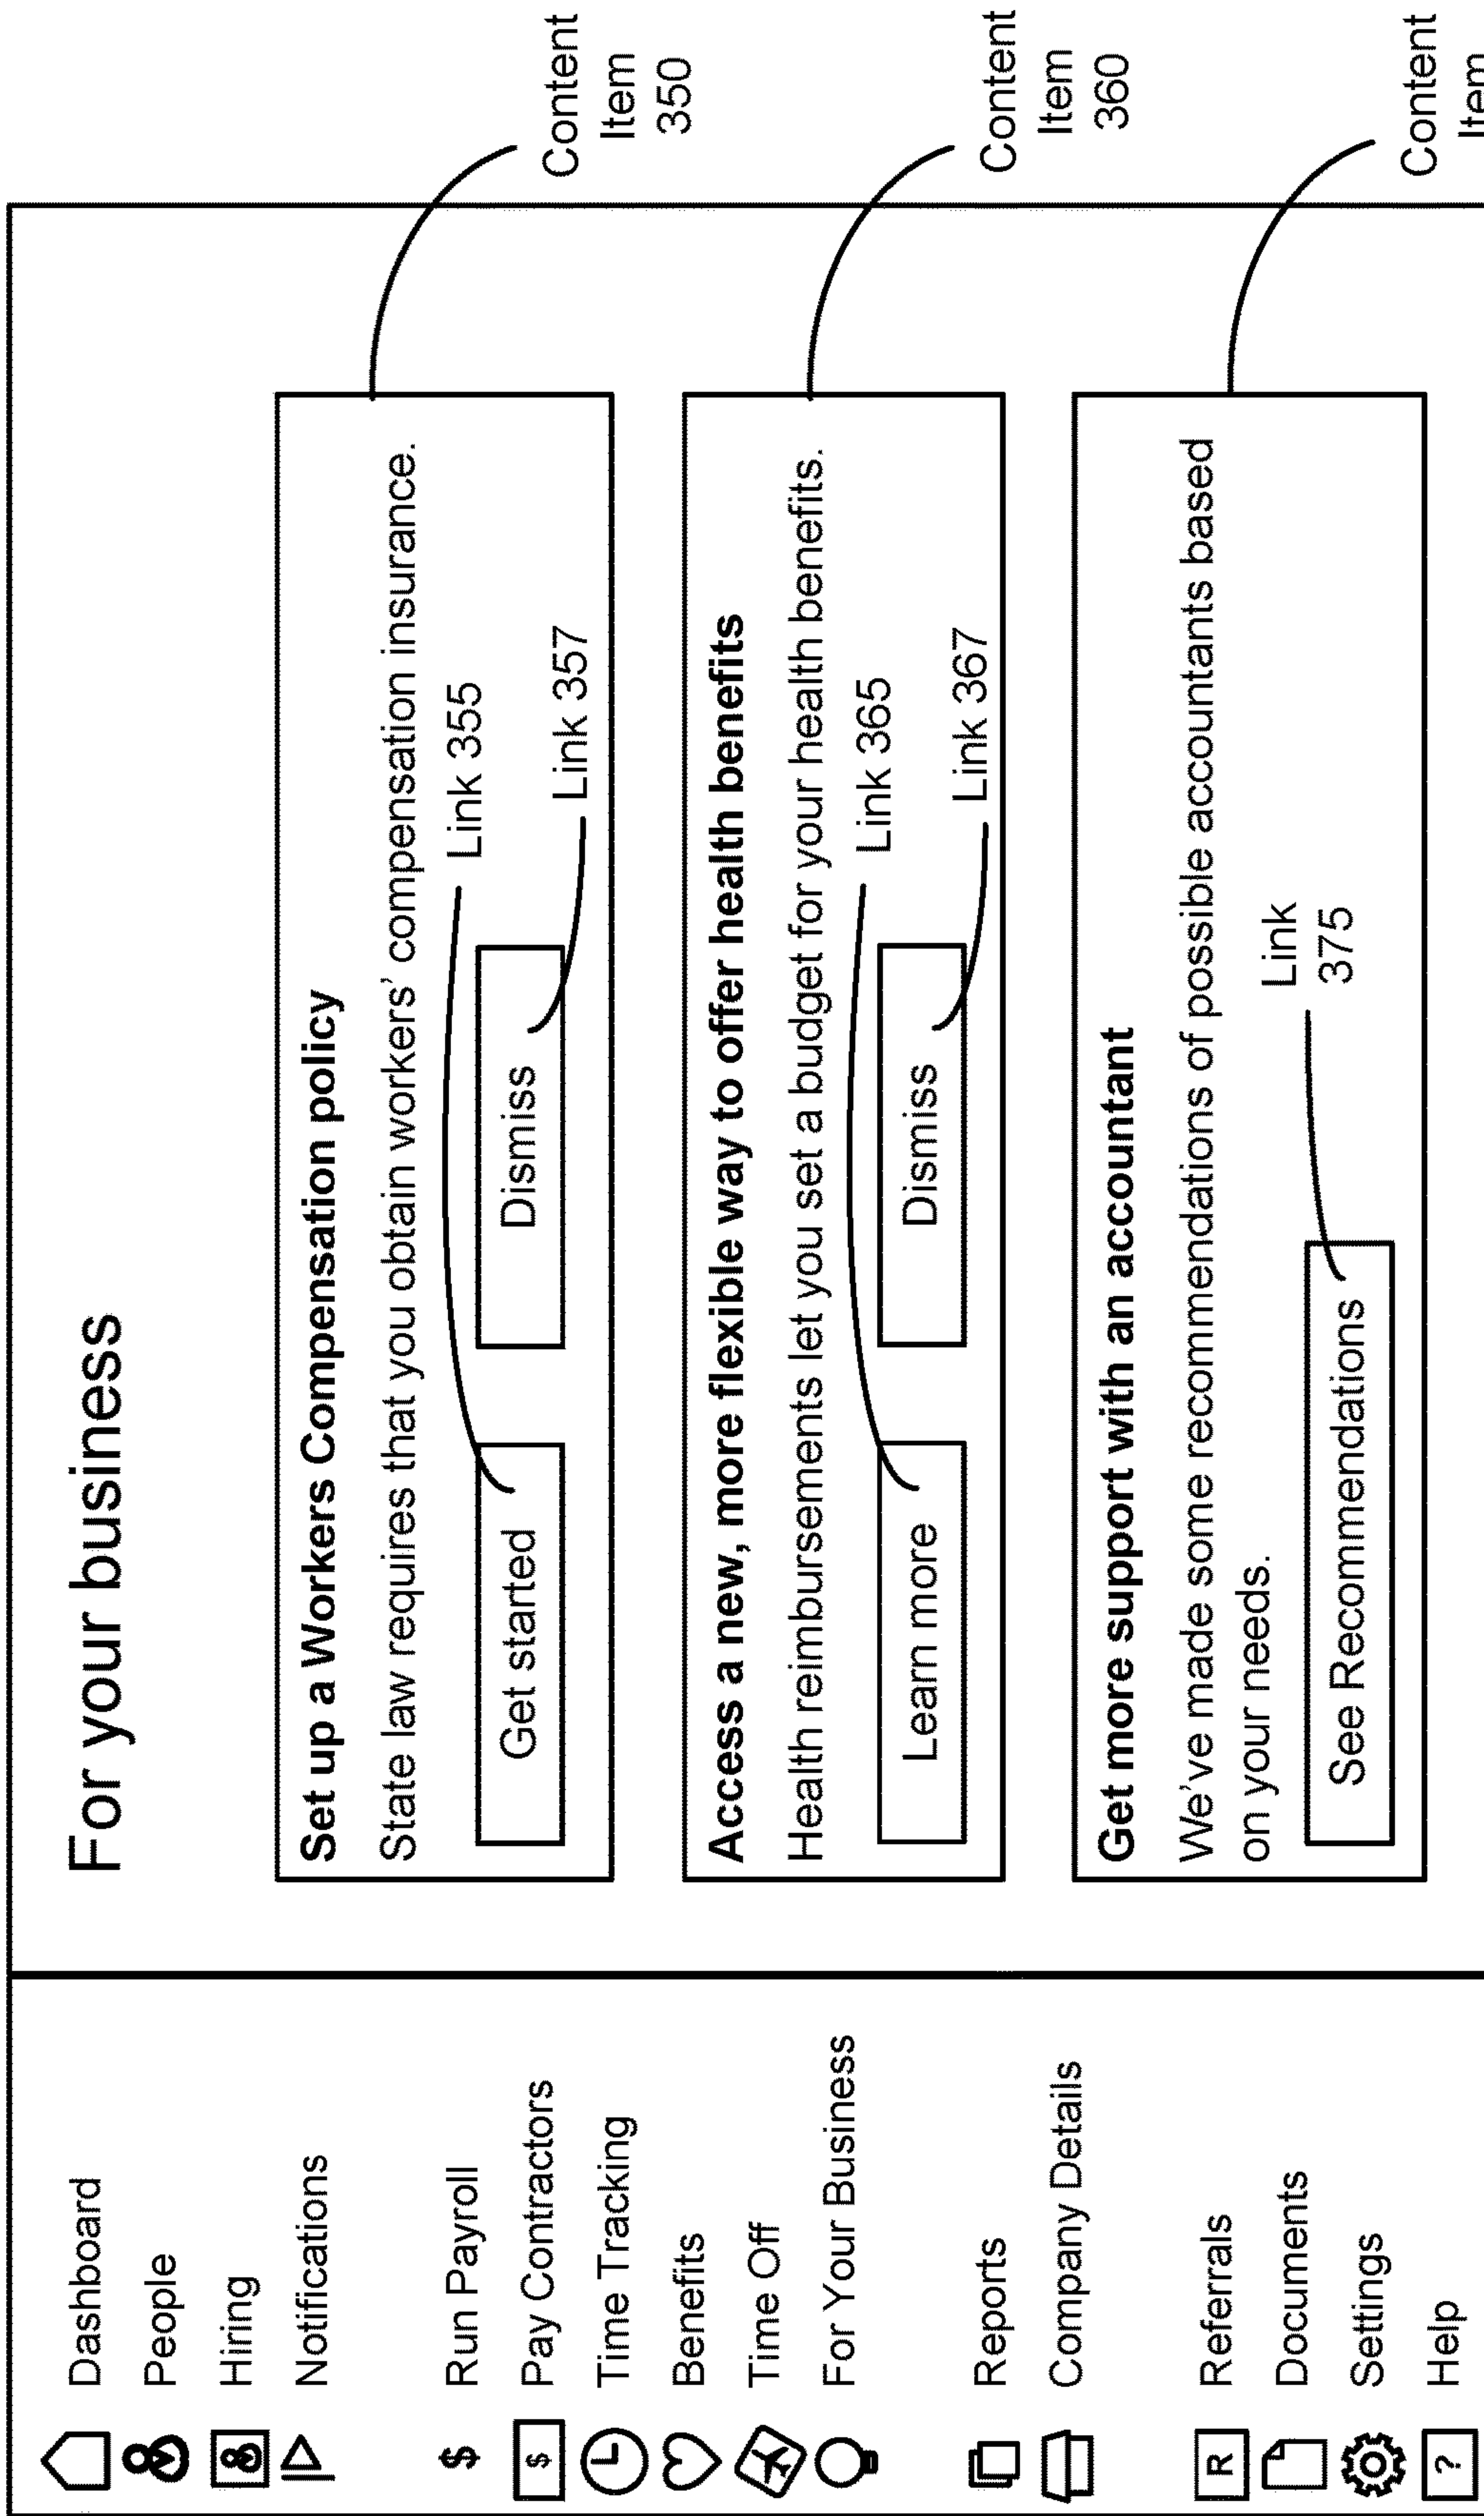 Dashboard
People
Hiring
Notifications
$ Run Payroll
$ Pay Contractors
Time Tracking
Benefits
Time Off
For Your Business
Reports
Company Details
R Referrals
Documents
Settings
? Help
For your business
Set up a Workers Compensation policy
State law requires that you obtain workers’ compensation insurance.
Link 355
Get started
Dismiss
Link 357
Content
Item
350
Access a new, more flexible way to offer health benefits
Health reimbursements let you set a budget for your health benefits.
Link 365
Learn more
Dismiss
Link 367
Content
Item
360
Get more support with an accountant
We’ve made some recommendations of possible accountants based
on your needs.
Link
375
See Recommendations
Content
Item